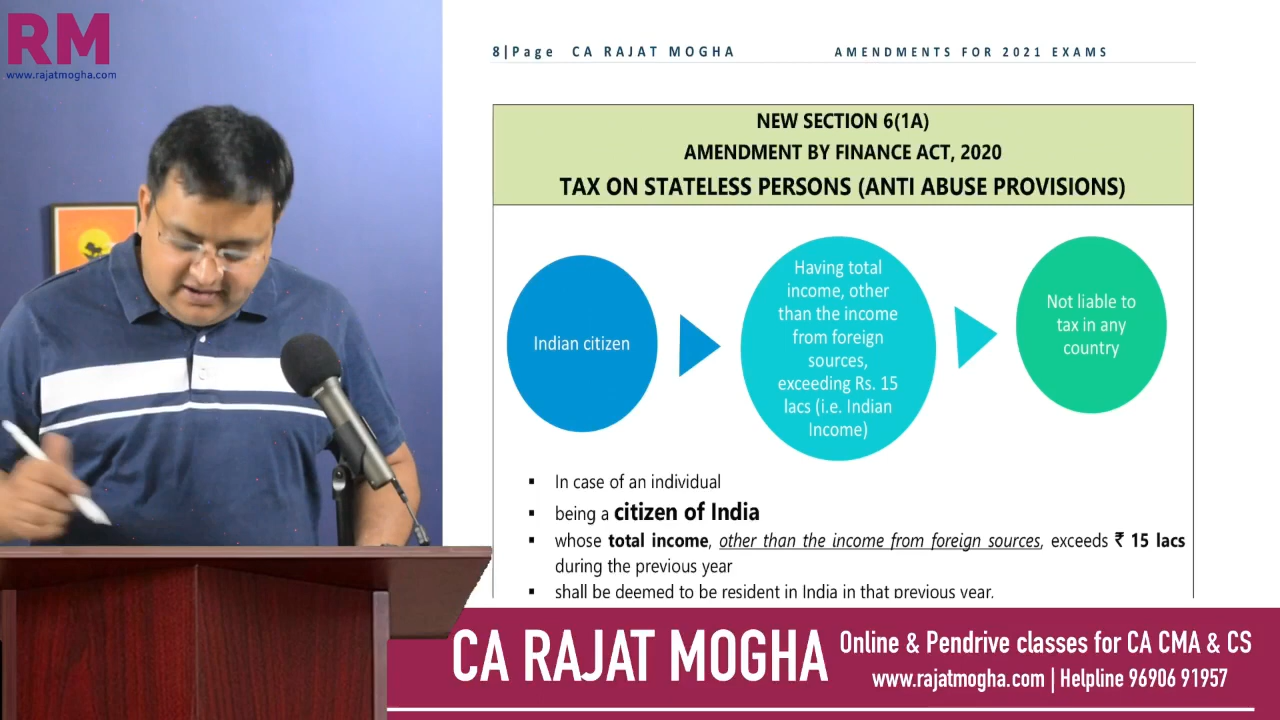 RM
www.rajatmogha.com
8|Page CA RAJAT MOGHA AMENDMENTS FOR 2021 EXAMS
NEW SECTION 6(1A)
AMENDMENT BY FINANCE ACT, 2020
TAX ON STATELESS PERSONS (ANTI ABUSE PROVISIONS)
Indian citizen
Having total
income, other
than the income
from foreign
sources,
exceeding Rs. 15
lacs (i.e. Indian
Income)
Not liable to
tax in any
country
▪ In case of an individual
▪ being a citizen of India
▪ whose total income, other than the income from foreign sources, exceeds ₹ 15 lacs
during the previous year
▪ shall be deemed to be resident in India in that previous year.
CA RAJAT MOGHA
Online & Pendrive classes for CA CMA & CS
www.rajatmogha.com | Helpline 96906 91957